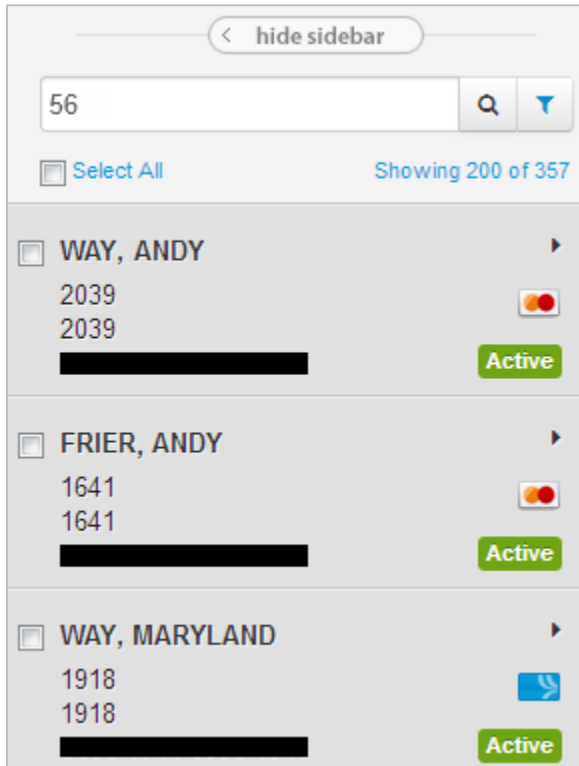 hide sidebar
56
Select All Showing 200 of 357
WAY, ANDY
2039
2039
Active
FRIER, ANDY
1641
1641
Active
WAY, MARYLAND
1918
1918
Active